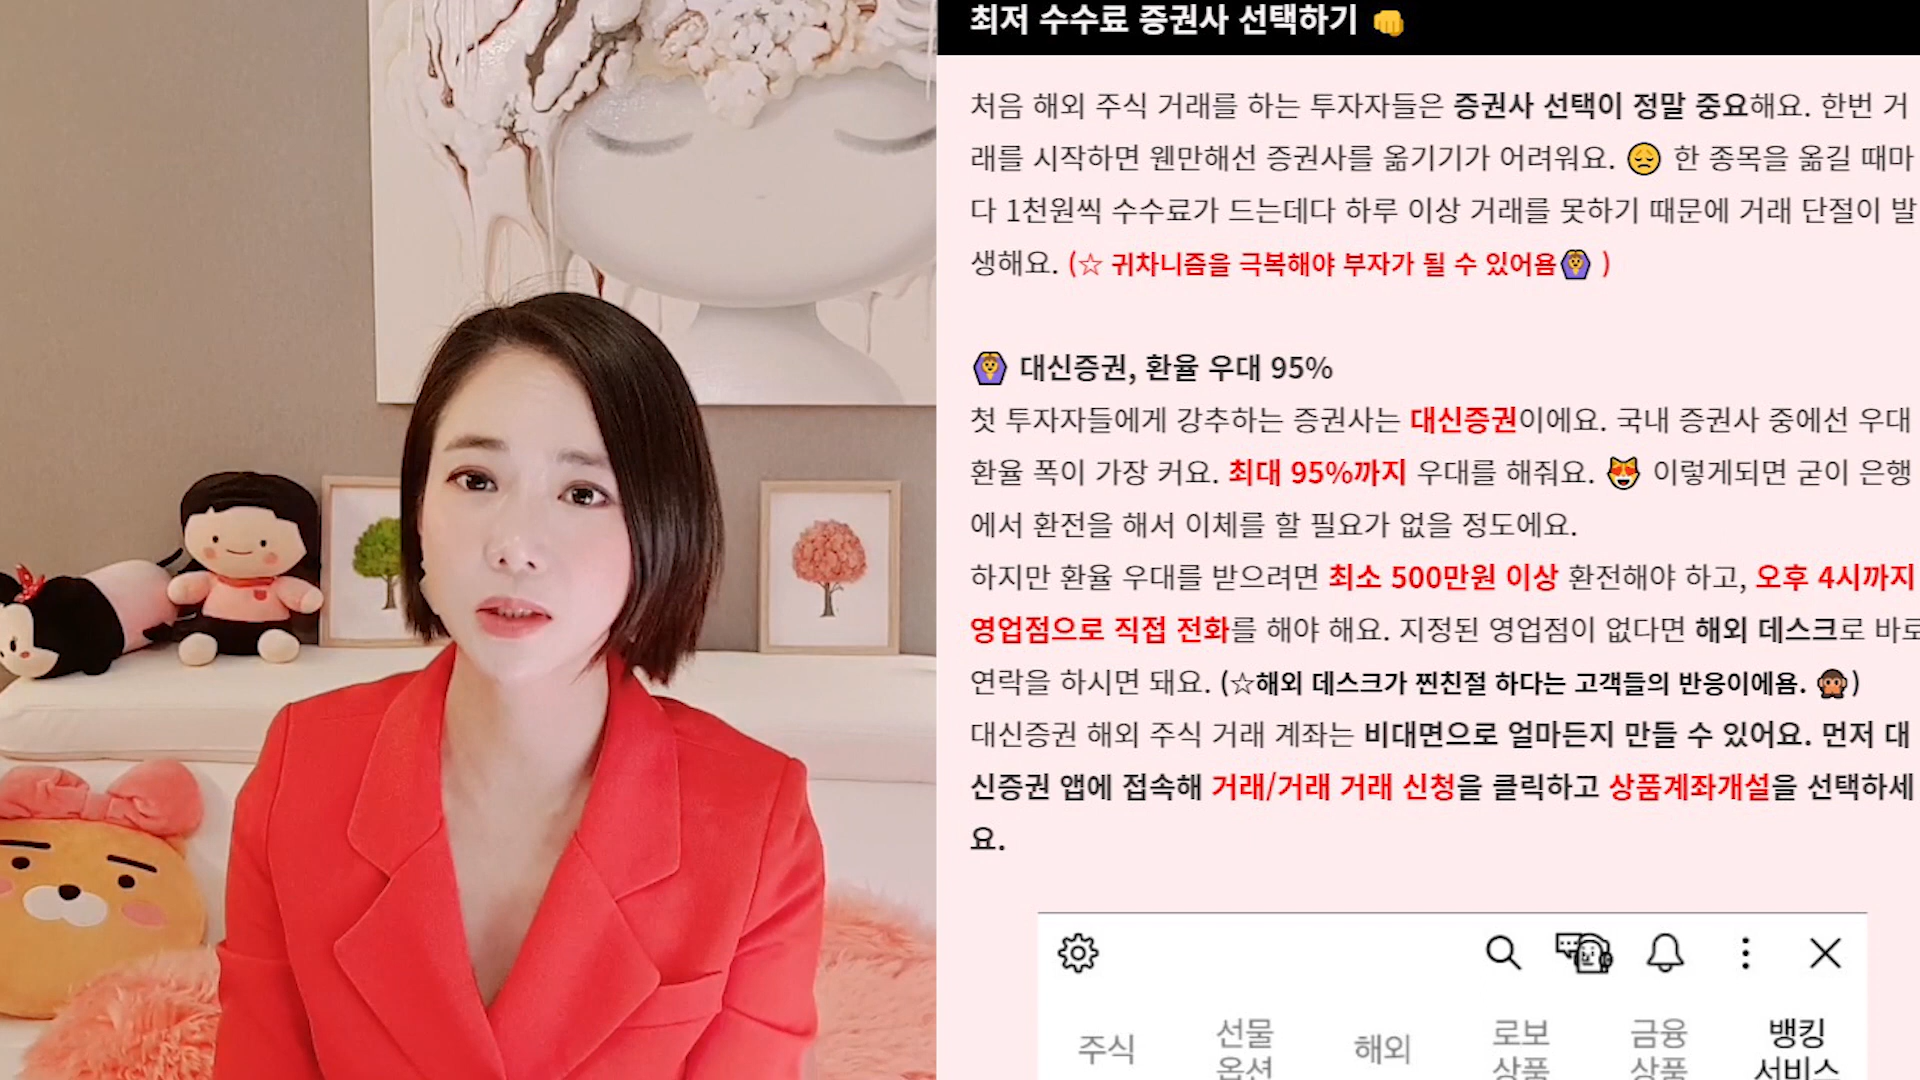 최저 수수료 증권사 선택하기 👊
처음 해외 주식 거래를 하는 투자자들은 증권사 선택이 정말 중요해요. 한번 거
래를 시작하면 웬만해선 증권사를 옮기기가 어려워요. 😞 한 종목을 옮길 때마
다 1천원씩 수수료가 드는데다 하루 이상 거래를 못하기 때문에 거래 단절이 발
생해요. (☆ 귀차니즘을 극복해야 부자가 될 수 있어욤🙆‍♀️ )
🙆‍♀️ 대신증권, 환율 우대 95%
첫 투자자들에게 강추하는 증권사는 대신증권이에요. 국내 증권사 중에선 우대
환율 폭이 가장 커요. 최대 95%까지 우대를 해줘요. 😻 이렇게되면 굳이 은행
에서 환전을 해서 이체를 할 필요가 없을 정도에요.
하지만 환율 우대를 받으려면 최소 500만원 이상 환전해야 하고, 오후 4시까지
영업점으로 직접 전화를 해야 해요. 지정된 영업점이 없다면 해외 데스크로 바로
연락을 하시면 돼요. (☆해외 데스크가 찐친절 하다는 고객들의 반응이에욤. 🙊)
대신증권 해외 주식 거래 계좌는 비대면으로 얼마든지 만들 수 있어요. 먼저 대
신증권 앱에 접속해 거래/거래 거래 신청을 클릭하고 상품계좌개설을 선택하세
요.
주식 선물옵션 해외 로보상품 금융상품 뱅킹서비스